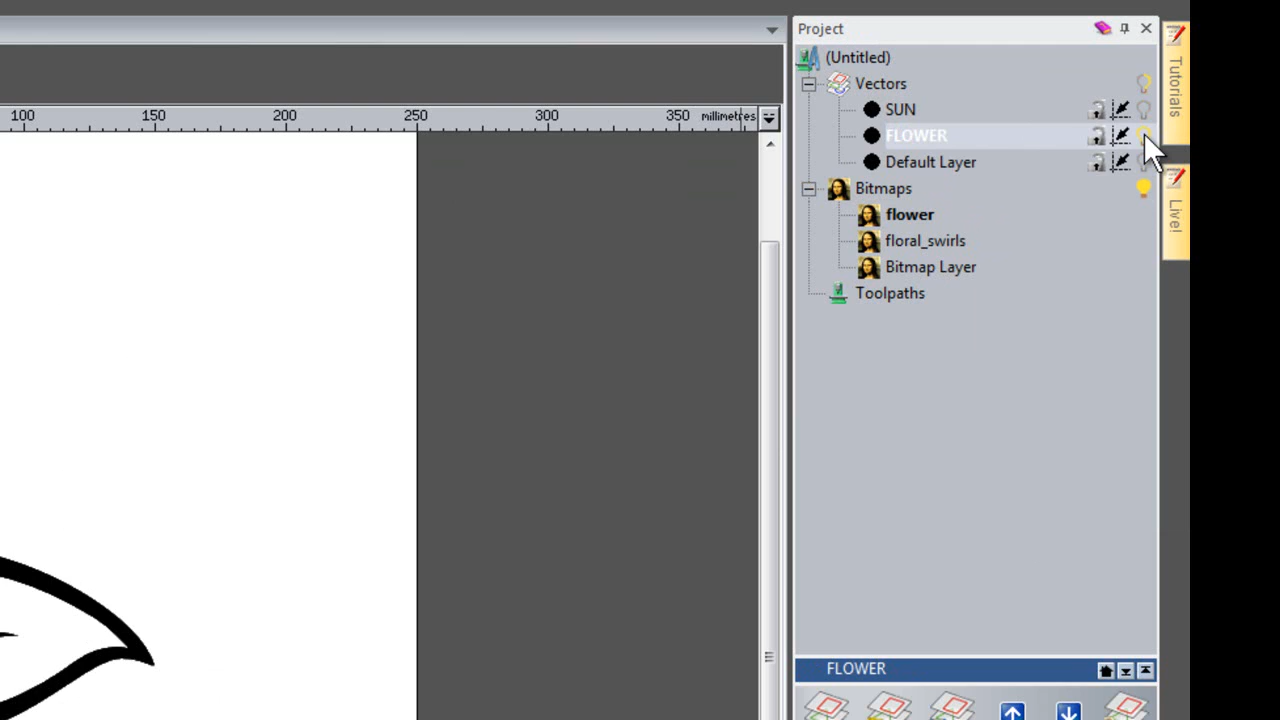 Project
(Untitled)
Vectors
SUN
FLOWER
Default Layer
Bitmaps
flower
floral_swirls
Bitmap Layer
Toolpaths
FLOWER
100 150 200 250 300 350 millimetres
Tutorials
Live!